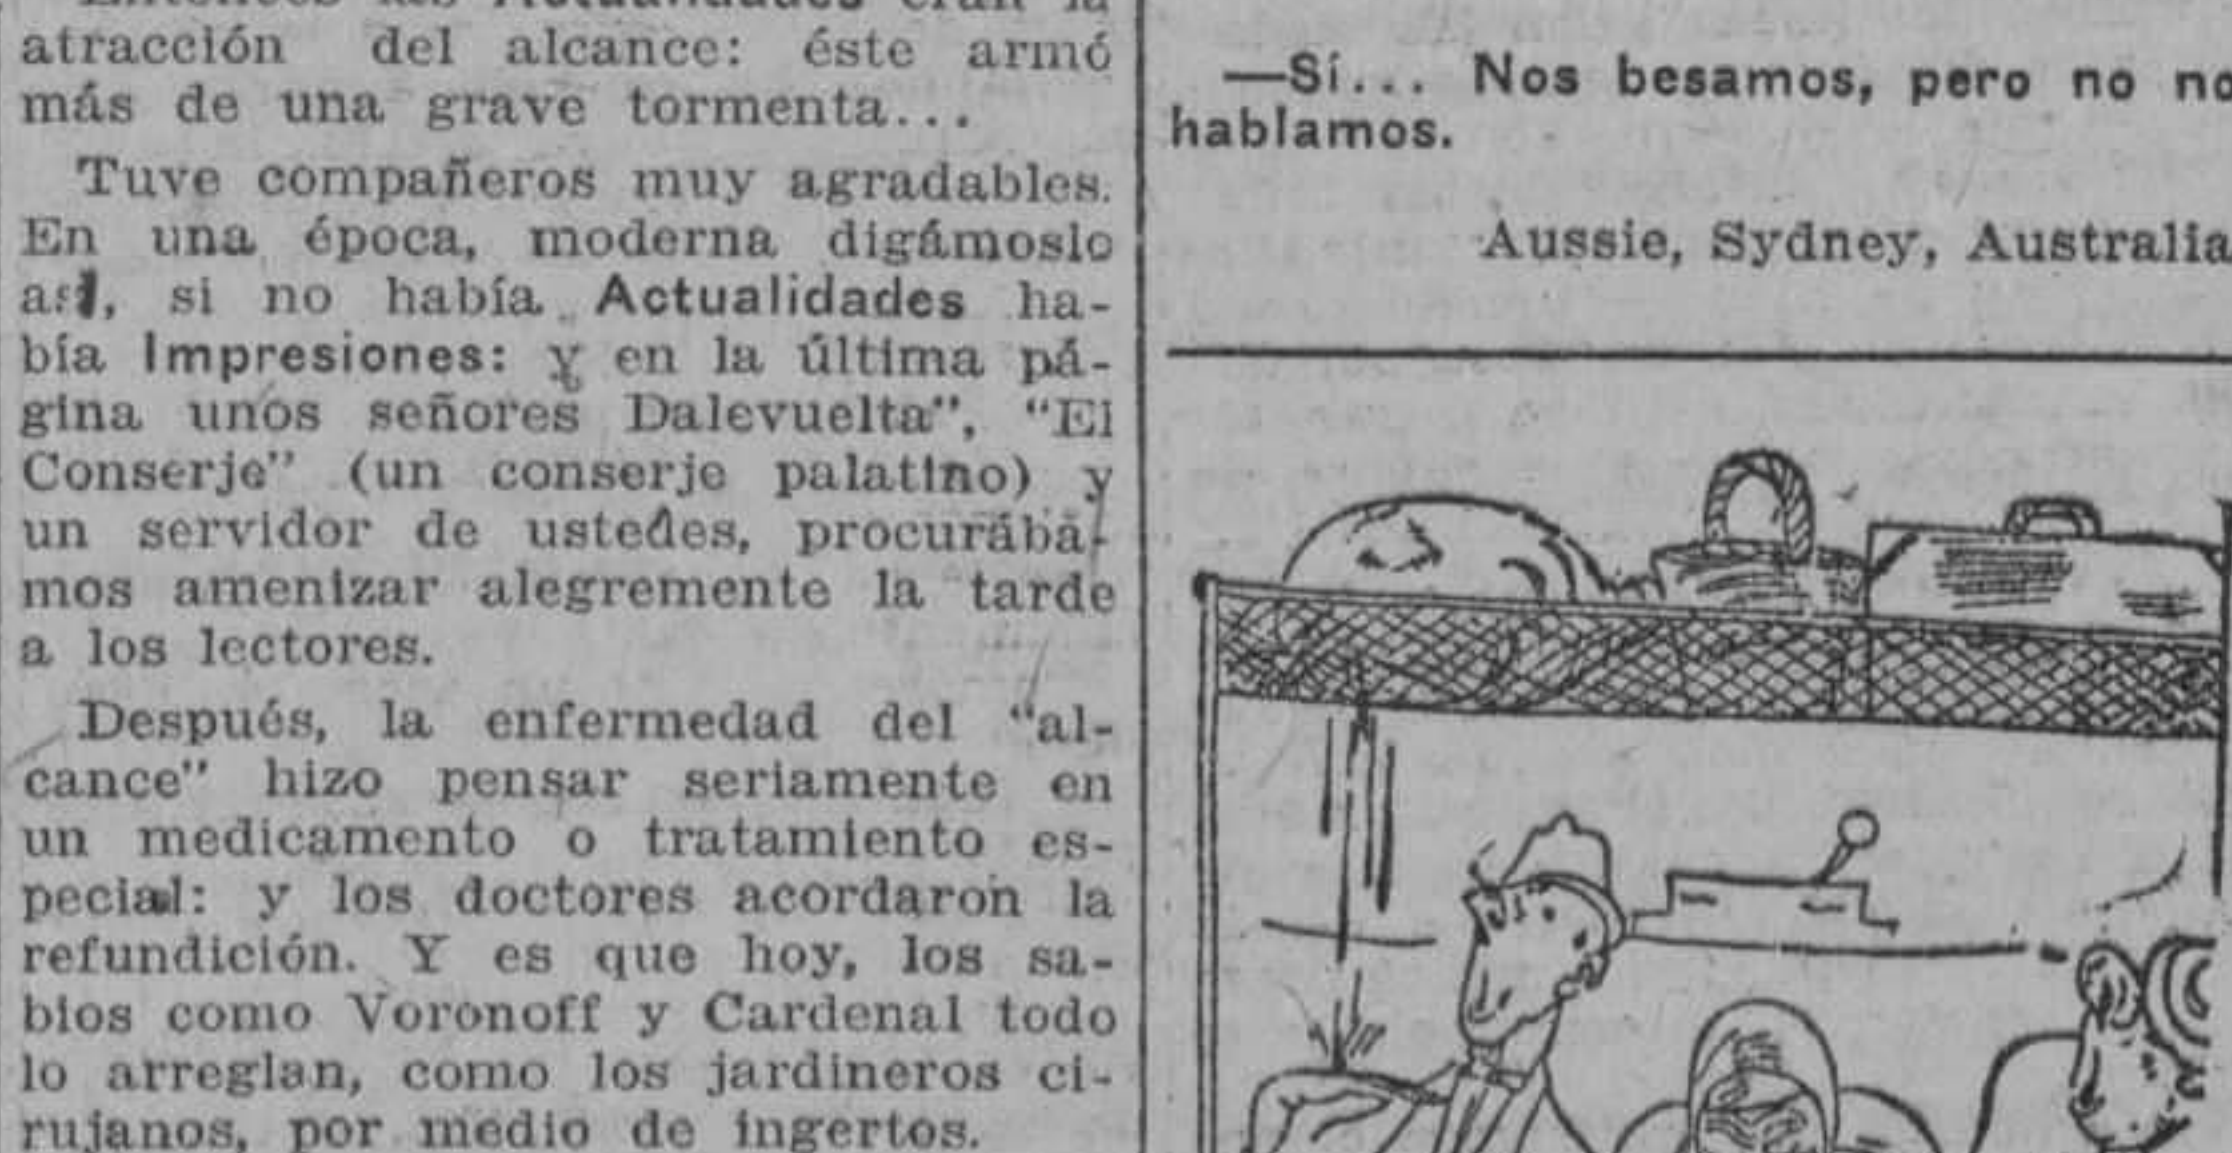 Entonces las Actualidades eran la
atracción del alcance: éste armó
más de una grave tormenta...
Tuve compañeros muy agradables.
En una época, moderna digámoslo
así, si no había Actualidades ha-
bía Impresiones: y en la última pá-
gina unos señores Dalevuelta", "El
Conserje" (un conserje palatino) y
un servidor de ustedes, procurába-
mos amenizar alegremente la tarde
a los lectores.
Después, la enfermedad del "al-
cance" hizo pensar seriamente en
un medicamento o tratamiento es-
pecial: y los doctores acordaron la
refundición. Y es que hoy, los sa-
bios como Voronoff y Cardenal todo
lo arreglan, como los jardineros ci-
rujanos, por medio de ingertos.
—Sí... Nos besamos, pero no no
hablamos.
Aussie, Sydney, Australia